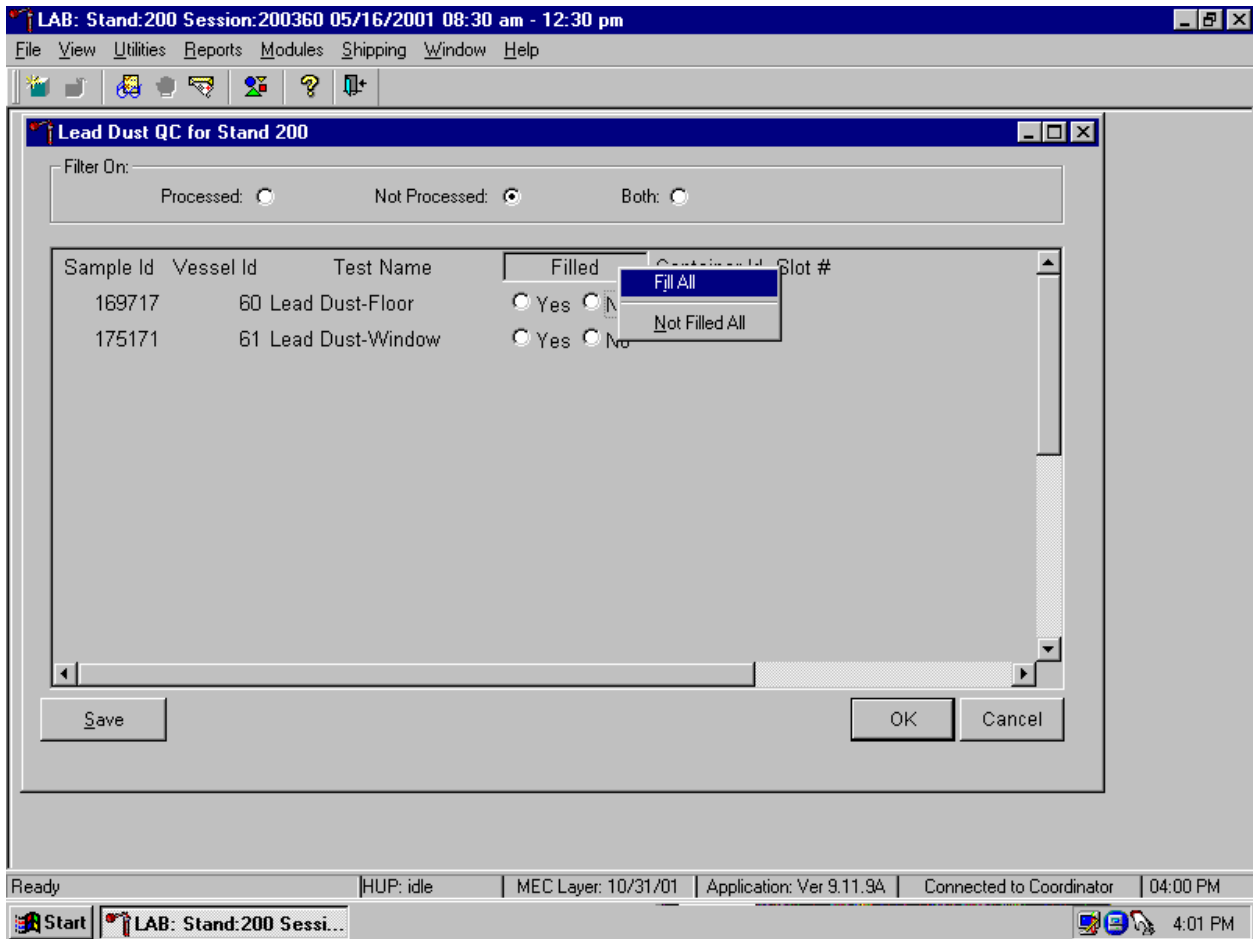 LAB: Stand:200 Session:200360 05/16/2001 08:30 am - 12:30 pm
File View Utilities Reports Modules Shipping Window Help
Lead Dust QC for Stand 200
Filter On:
Processed: Not Processed: Both:
Sample Id Vessel Id Test Name Filled Slot #
Fill All
169717 60 Lead Dust-Floor Yes
Not Filled All
175171 61 Lead Dust-Window Yes No
Save OK Cancel
Ready HUP: idle MEC Layer: 10/31/01 Application: Ver 9.11.9A Connected to Coordinator 04:00 PM
Start LAB: Stand:200 Sessi... 4:01 PM